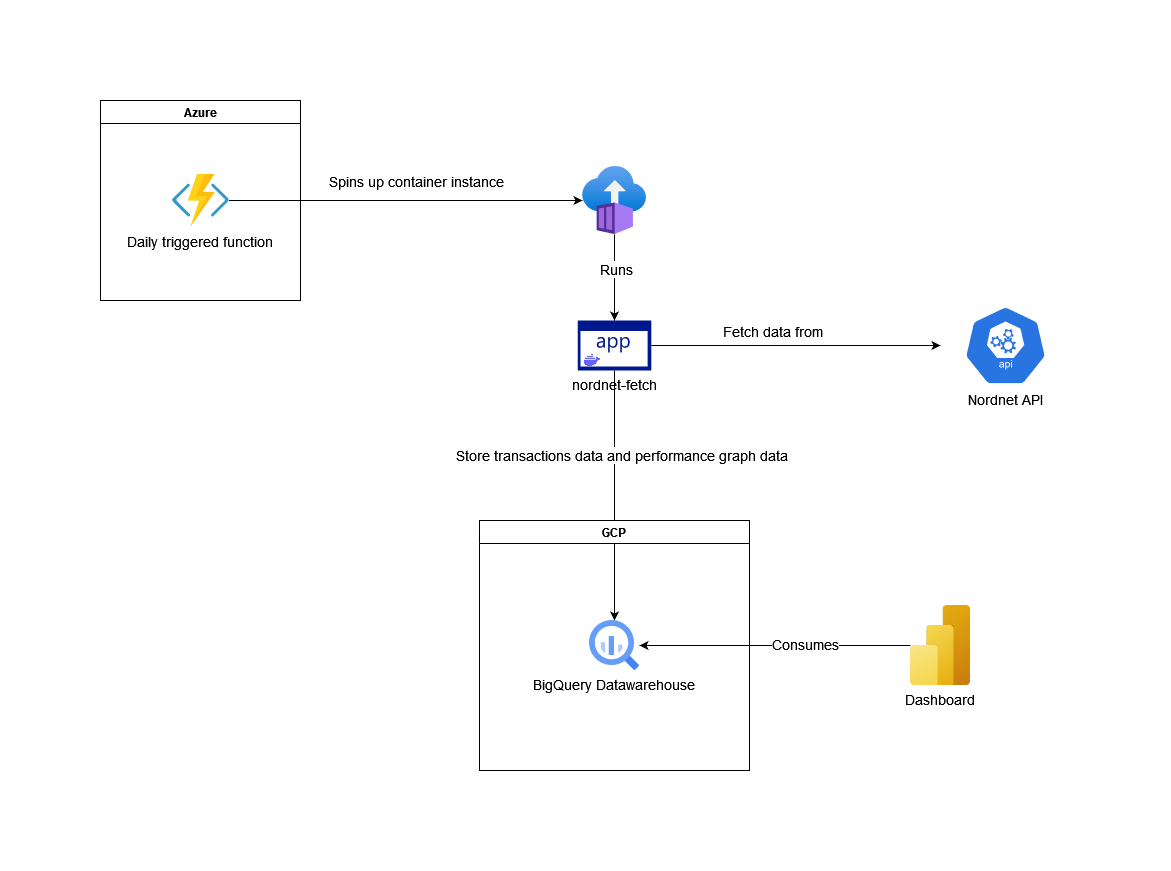 Azure
Spins up container instance
Daily triggered function
Runs
app
nordnet-fetch
Fetch data from
api
Nordnet API
Store transactions data and performance graph data
GCP
BigQuery Datawarehouse
Consumes
Dashboard